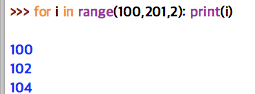 >>> for i in range(100,201,2): print(i)
100
102
104